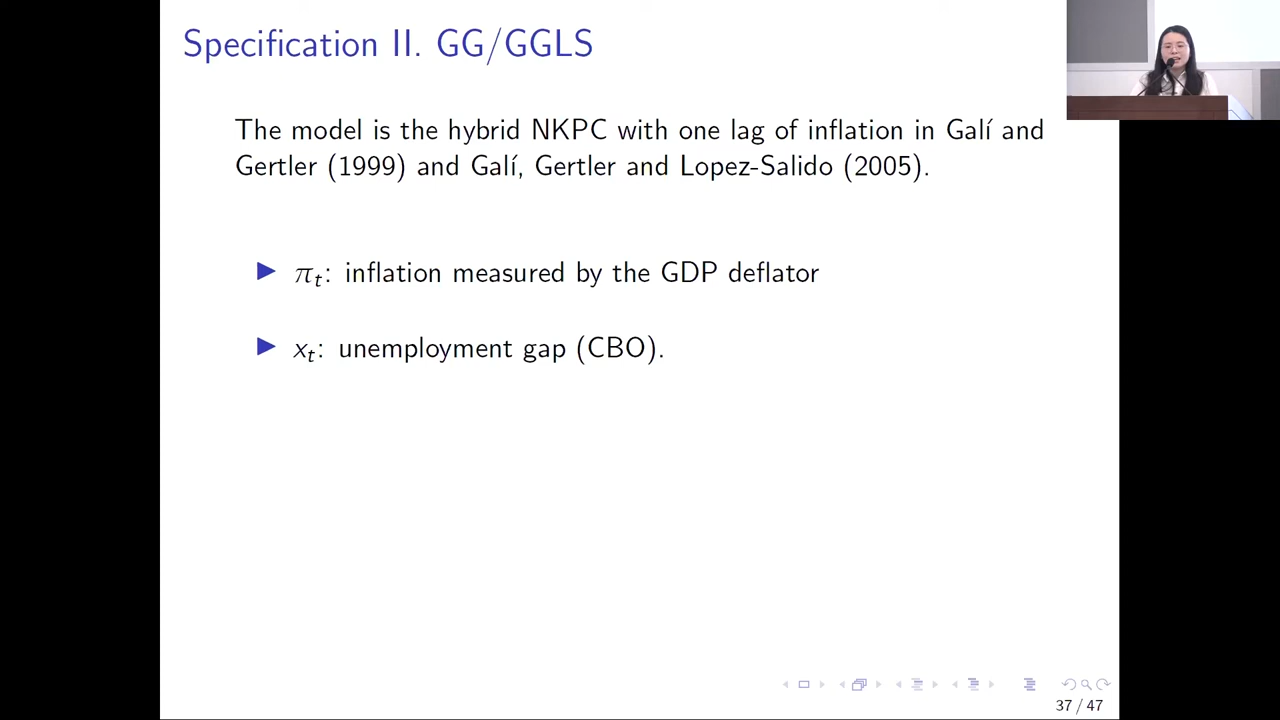 Specification II. GG/GGLS
The model is the hybrid NKPC with one lag of inflation in Galí and
Gertler (1999) and Galí, Gertler and Lopez-Salido (2005).
▶ πₜ: inflation measured by the GDP deflator
▶ xₜ: unemployment gap (CBO).
37 / 47